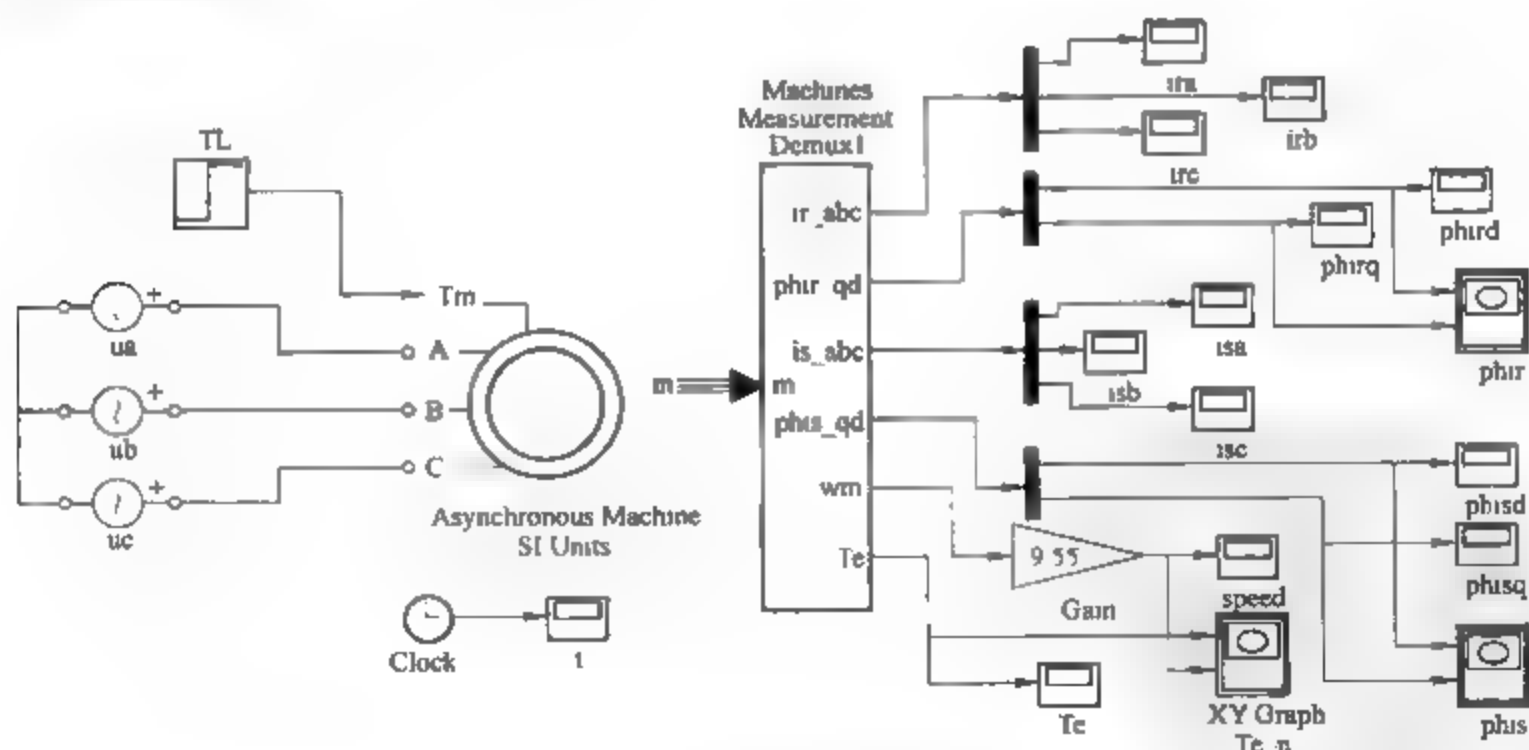 TL
ua
+
ub
+
uc
+
Tm
A
B
C
Asynchronous Machine
SI Units
Clock
t
m
Machines
Measurement
Demux1
ir_abc
phir_qd
is_abc
m
phis_qd
wm
Te
ira
irb
irc
phird
phirq
phir
isa
isb
isc
phisd
phisq
9.55
Gain
speed
Te
XY Graph
Te_n
phis